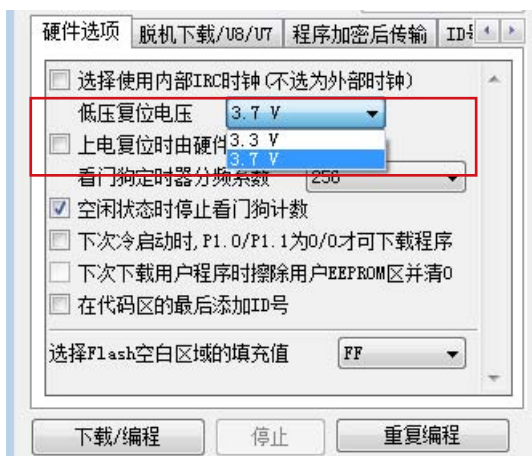 硬件选项 脱机下载/U8/U7 程序加密后传输 ID
选择使用内部IRC时钟(不选为外部时钟)
低压复位电压 3.7 V
上电复位时由硬件 3.3 V
3.7 V
看门狗定时器分频系数 256
空闲状态时停止看门狗计数
下次冷启动时,P1.0/P1.1为0/0才可下载程序
下次下载用户程序时擦除用户EEPROM区并清0
在代码区的最后添加ID号
选择Flash空白区域的填充值 FF
下载/编程 停止 重复编程